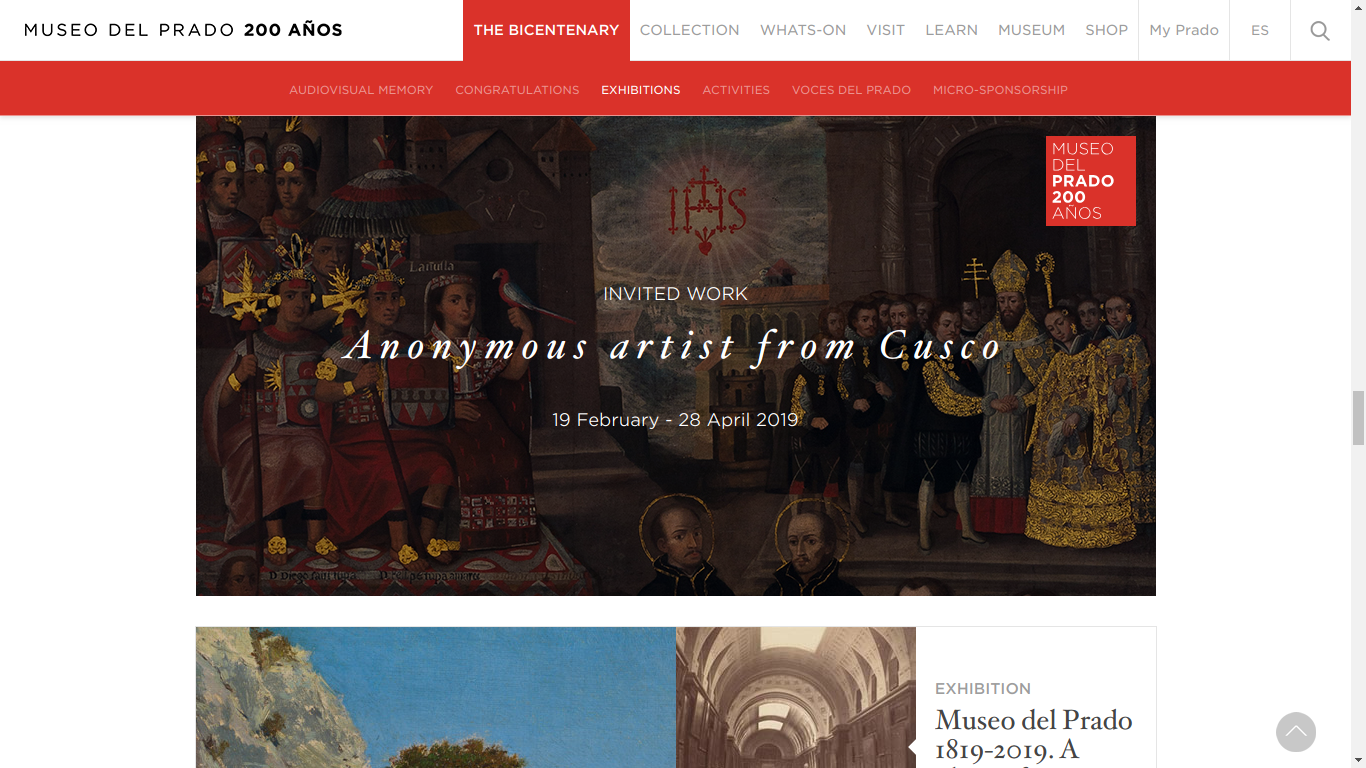 MUSEO DEL PRADO 200 AÑOS
THE BICENTENARY COLLECTION WHATS-ON VISIT LEARN MUSEUM SHOP My Prado ES
AUDIOVISUAL MEMORY CONGRATULATIONS EXHIBITIONS ACTIVITIES VOCES DEL PRADO MICRO-SPONSORSHIP
MUSEO
DEL
PRADO
200
AÑOS
IHS
INVITED WORK
Anonymous artist from Cusco
19 February - 28 April 2019
EXHIBITION
Museo del Prado
1819-2019. A